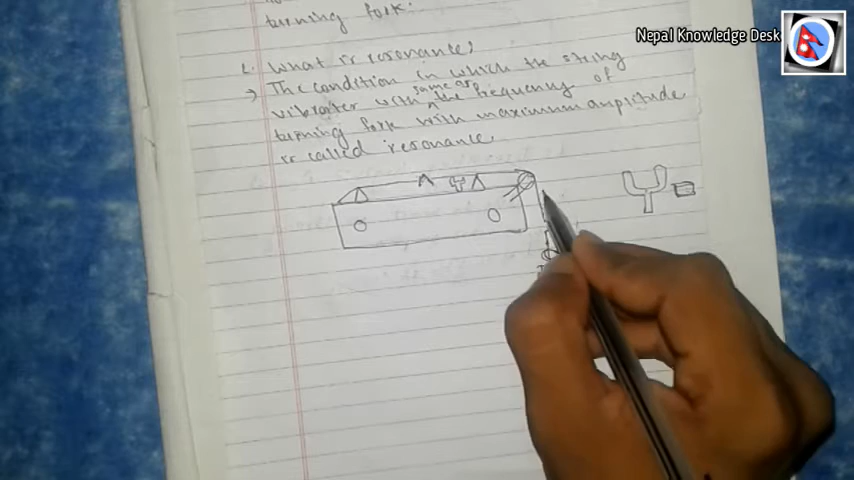 turning fork.
Nepal Knowledge Desk
2. What is resonance?
→ The condition in which the string
same as
vibrates with the frequency of
turning fork with maximum amplitude
is called resonance.